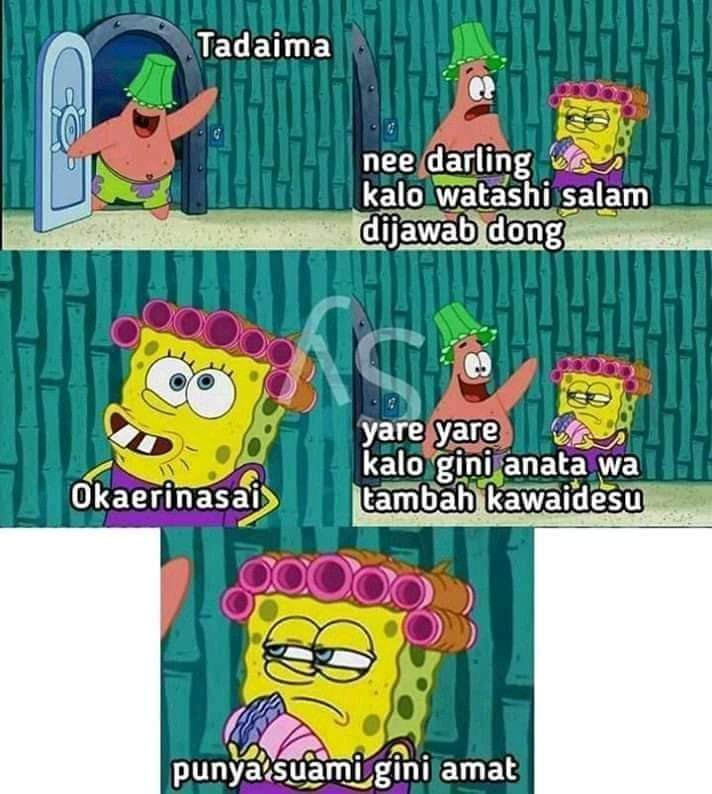 Tadaima
nee darling
kalo watashi salam
dijawab dong
Okaerinasai
yare yare
kalo gini anata wa
tambah kawaidesu
punya suami gini amat